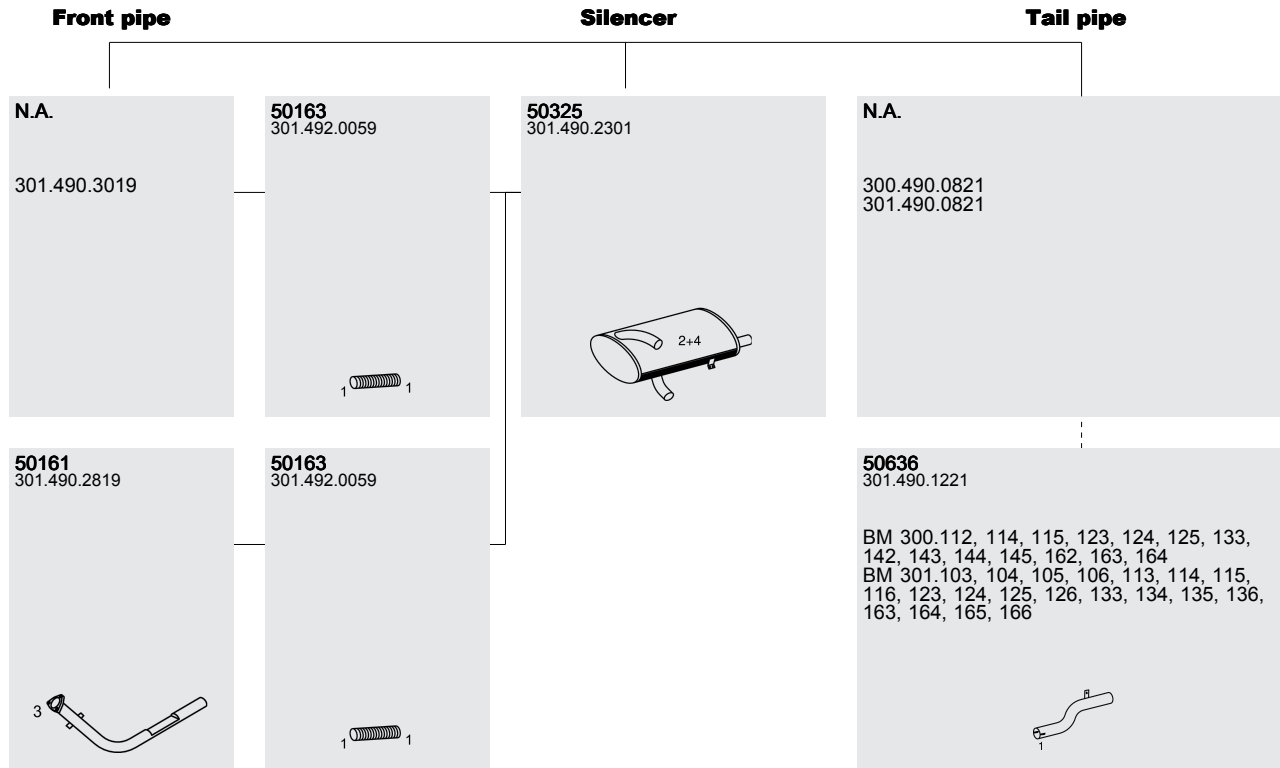 Front pipe
Silencer
Tail pipe
N.A.
301.490.3019
50163
301.492.0059
1
1
50325
301.490.2301
2+4
N.A.
300.490.0821
301.490.0821
50161
301.490.2819
3
50163
301.492.0059
1
1
50636
301.490.1221
BM 300.112, 114, 115, 123, 124, 125, 133,
142, 143, 144, 145, 162, 163, 164
BM 301.103, 104, 105, 106, 113, 114, 115,
116, 123, 124, 125, 126, 133, 134, 135, 136,
163, 164, 165, 166
1